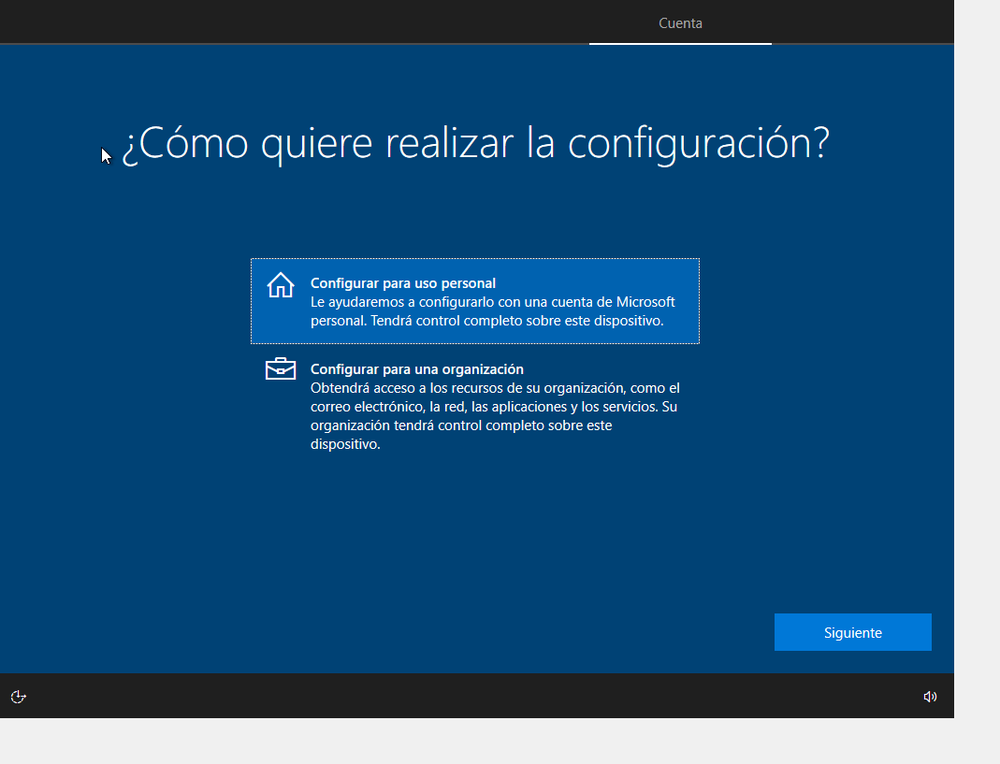 Cuenta
¿Cómo quiere realizar la configuración?
Configurar para uso personal
Le ayudaremos a configurarlo con una cuenta de Microsoft
personal. Tendrá control completo sobre este dispositivo.
Configurar para una organización
Obtendrá acceso a los recursos de su organización, como el
correo electrónico, la red, las aplicaciones y los servicios. Su
organización tendrá control completo sobre este
dispositivo.
Siguiente